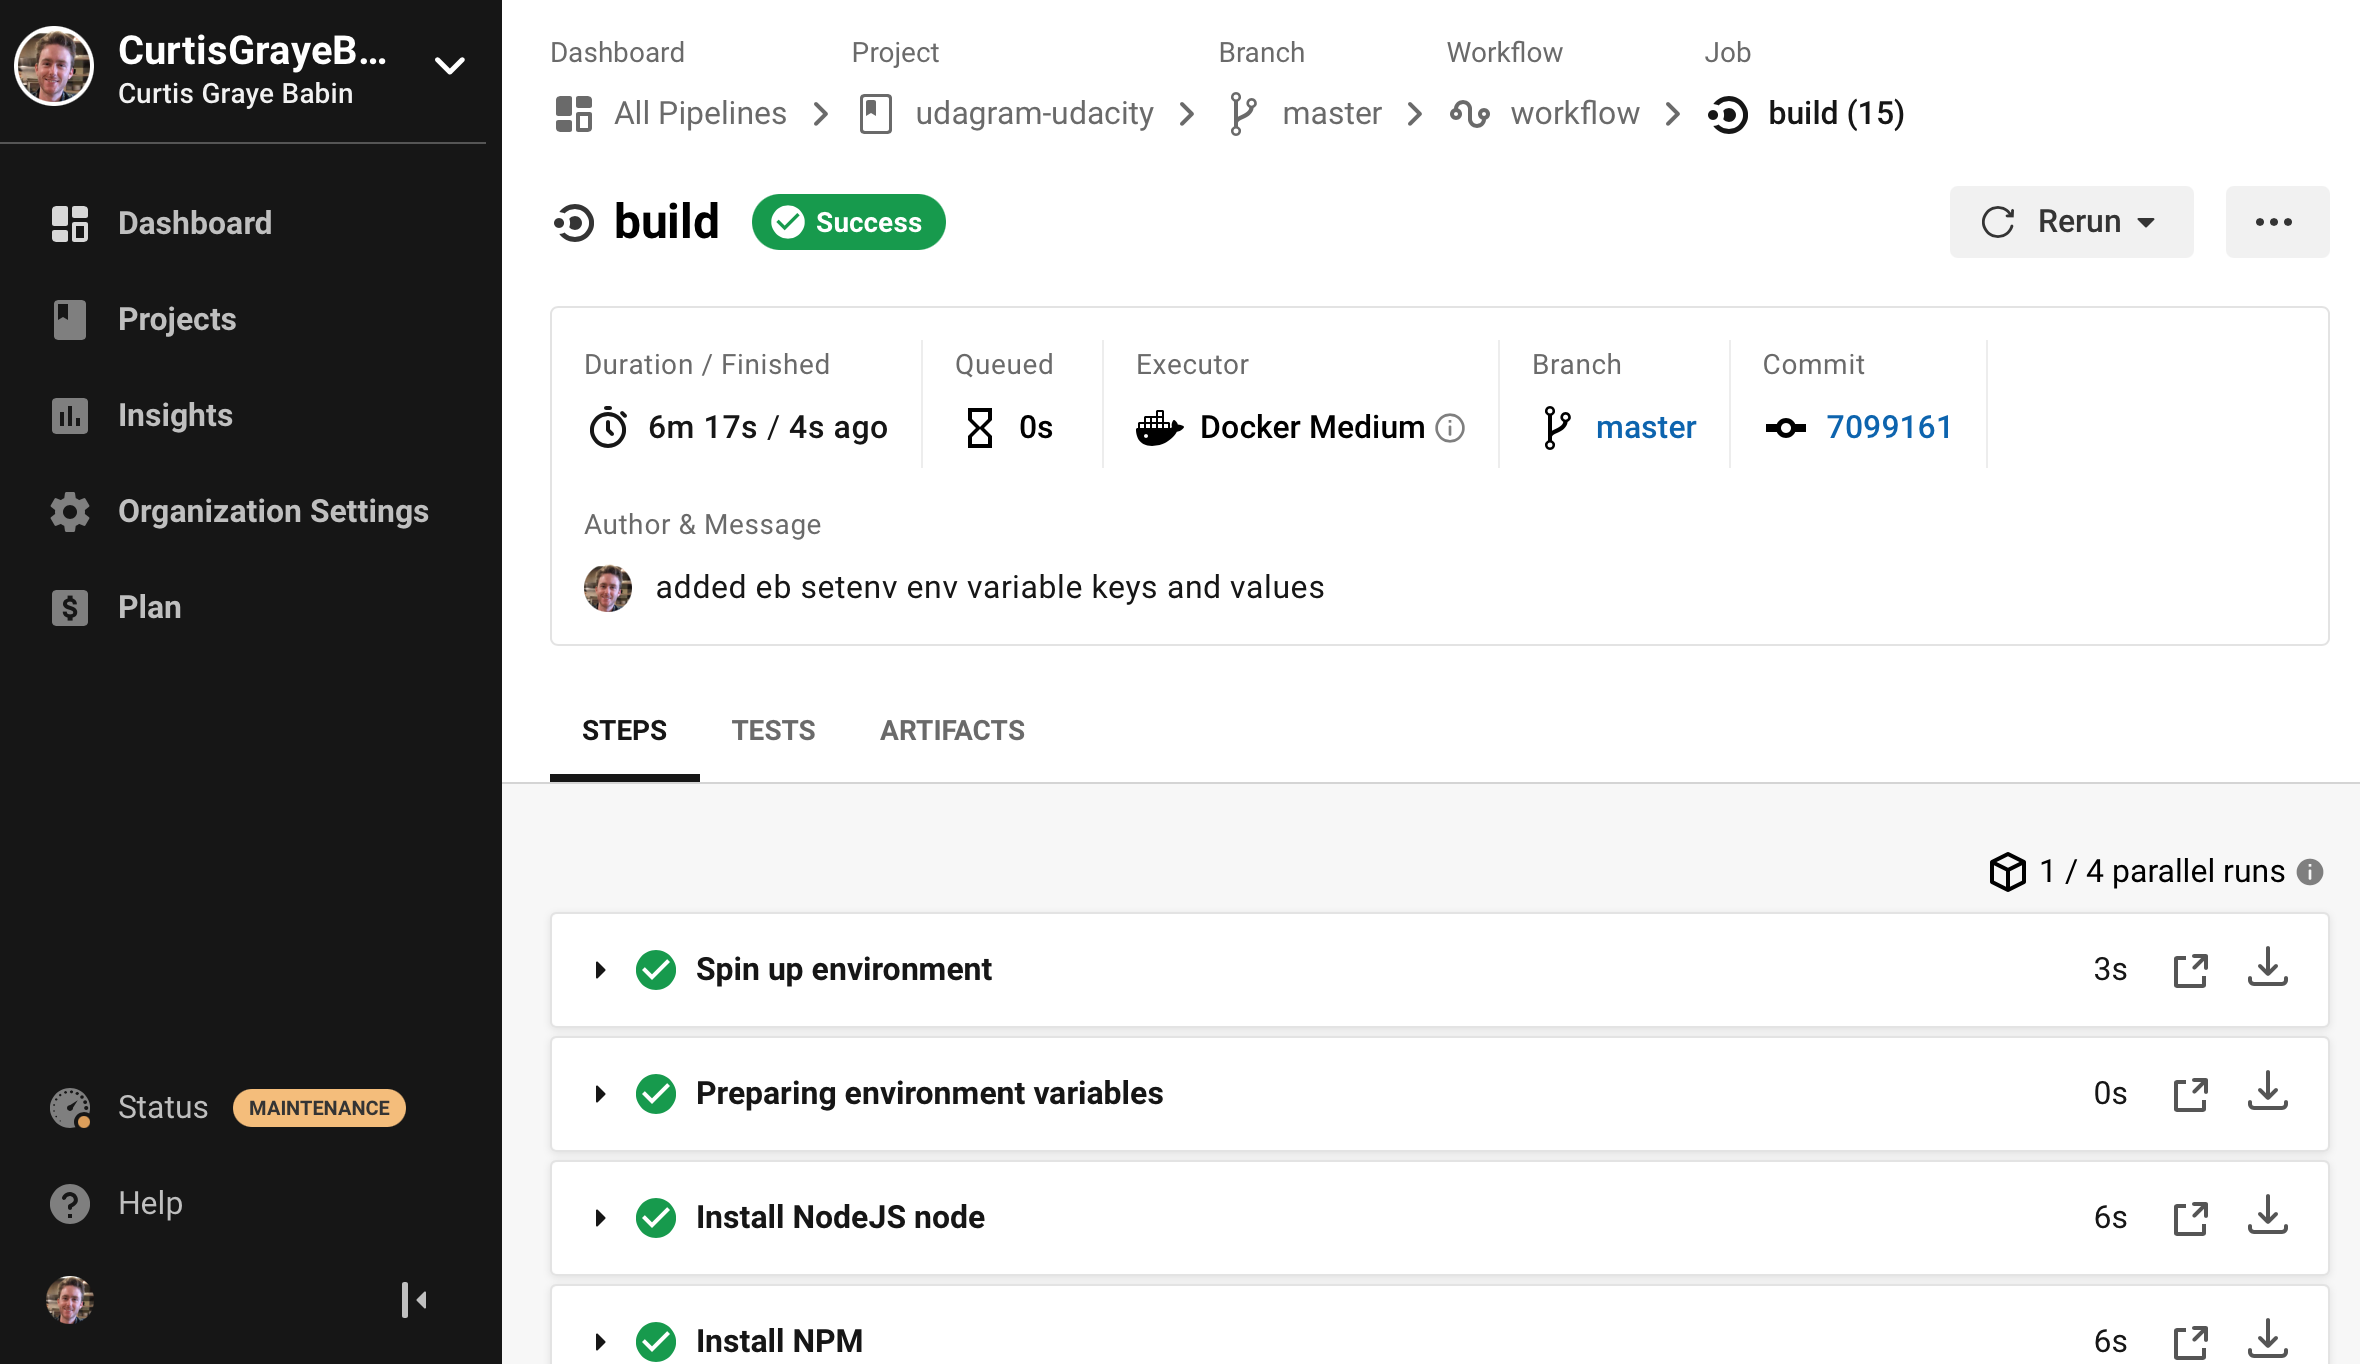 CurtisGrayeB...
Curtis Graye Babin
Dashboard
Projects
Insights
Organization Settings
Plan
Status MAINTENANCE
Help
Dashboard Project Branch Workflow Job
All Pipelines udagram-udacity master workflow build (15)
build Success Rerun
Duration / Finished Queued Executor Branch Commit
6m 17s / 4s ago 0s Docker Medium master 7099161
Author & Message
added eb setenv env variable keys and values
STEPS TESTS ARTIFACTS
1 / 4 parallel runs
Spin up environment 3s
Preparing environment variables 0s
Install NodeJS node 6s
Install NPM 6s